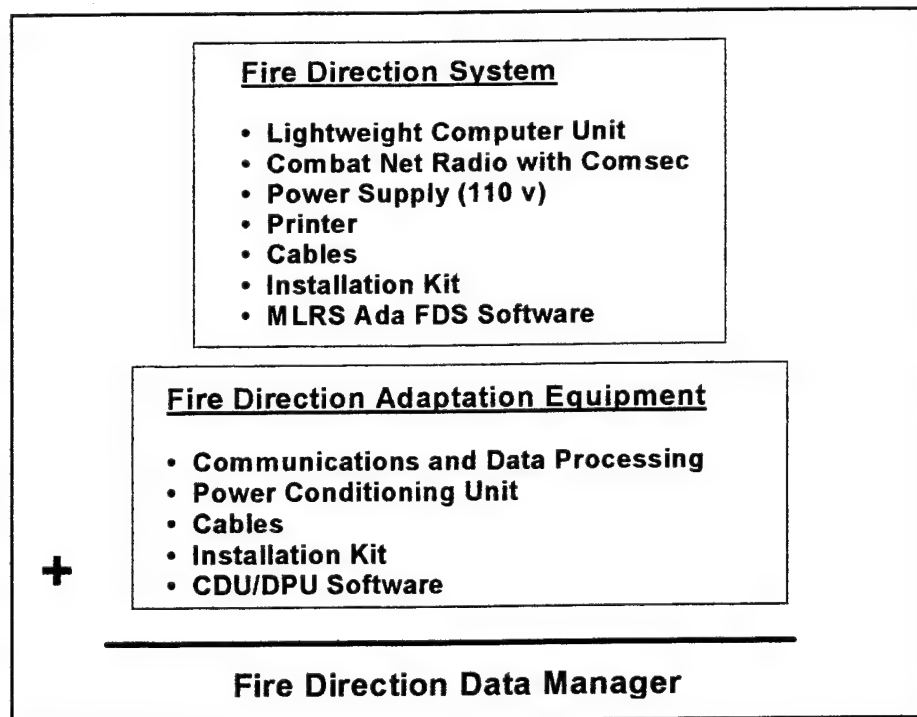 Fire Direction System
• Lightweight Computer Unit
• Combat Net Radio with Comsec
• Power Supply (110 v)
• Printer
• Cables
• Installation Kit
• MLRS Ada FDS Software
Fire Direction Adaptation Equipment
• Communications and Data Processing
• Power Conditioning Unit
• Cables
• Installation Kit
• CDU/DPU Software
+
Fire Direction Data Manager